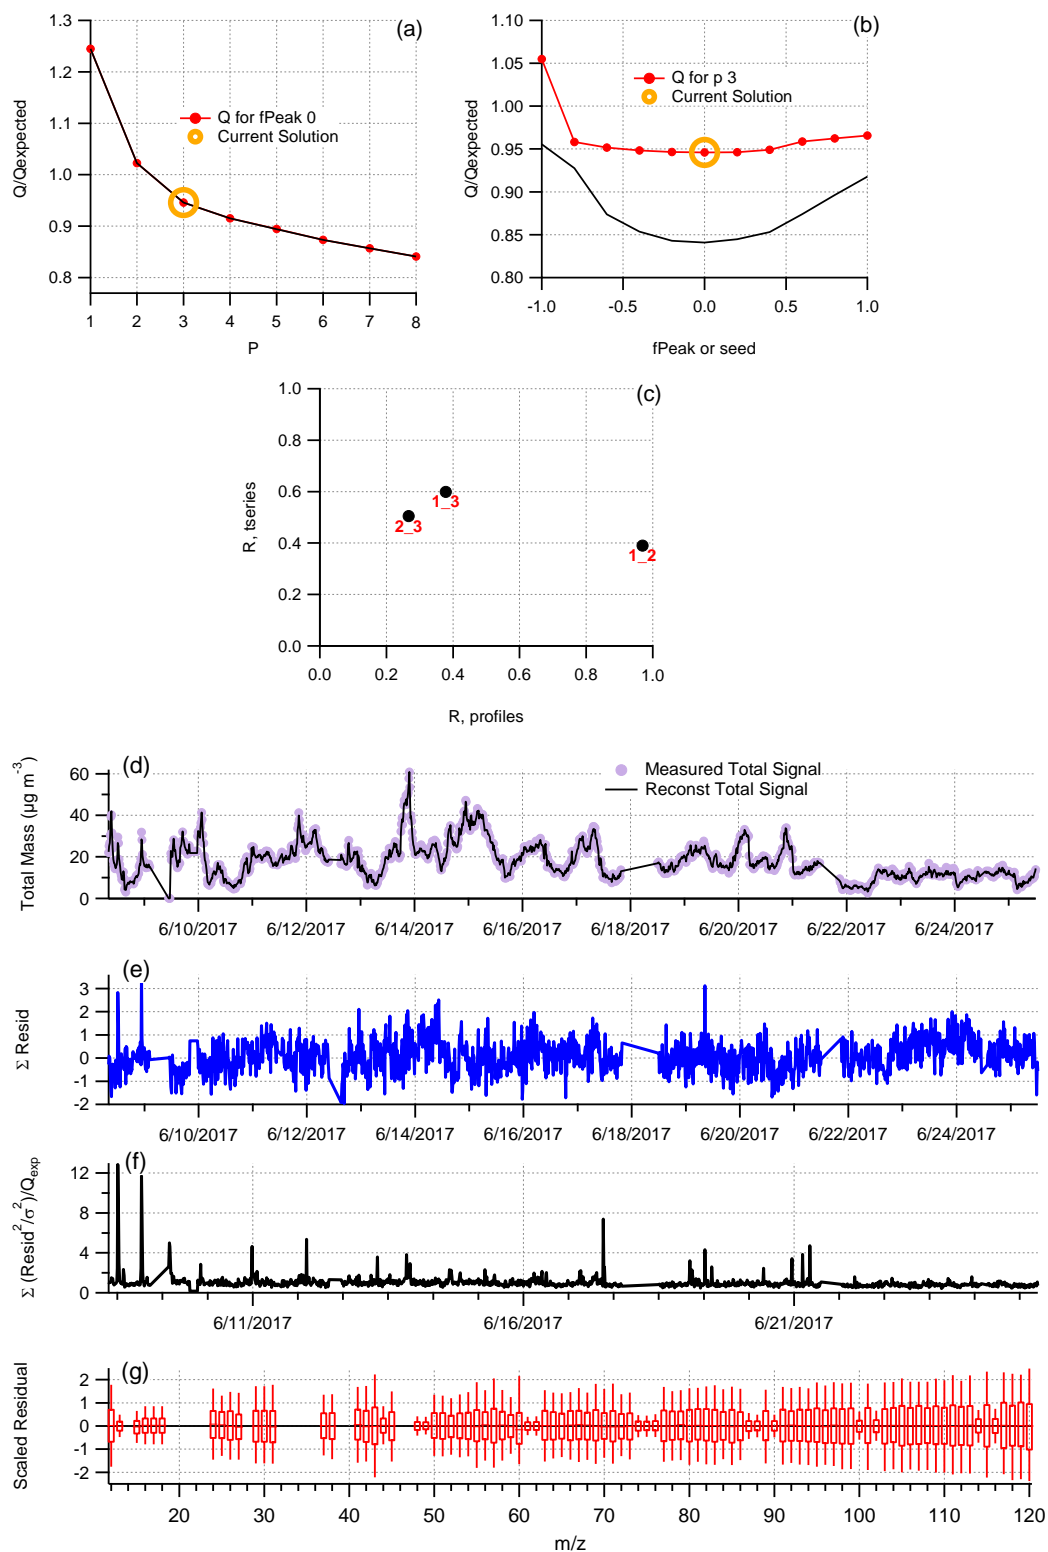 (a)
1.3
1.2
1.1
1.0
0.9
0.8
Q/Qexpected
Q for fPeak 0
Current Solution
1 2 3 4 5 6 7 8
P
(b)
1.10
1.05
1.00
0.95
0.90
0.85
0.80
Q/Qexpected
Q for p 3
Current Solution
-1.0 -0.5 0.0 0.5 1.0
fPeak or seed
(c)
1.0
0.8
0.6
0.4
0.2
0.0
R, tseries
1_3
2_3
1_2
0.0 0.2 0.4 0.6 0.8 1.0
R, profiles
(d)
Total Mass (µg m⁻³)
60
40
20
0
Measured Total Signal
Reconst Total Signal
6/10/2017 6/12/2017 6/14/2017 6/16/2017 6/18/2017 6/20/2017 6/22/2017 6/24/2017
(e)
Σ Resid
3
2
1
0
-1
-2
6/10/2017 6/12/2017 6/14/2017 6/16/2017 6/18/2017 6/20/2017 6/22/2017 6/24/2017
(f)
Σ (Resid²/σ²)/Qexp
12
8
4
0
6/11/2017 6/16/2017 6/21/2017
(g)
Scaled Residual
2
1
0
-1
-2
20 30 40 50 60 70 80 90 100 110 120
m/z